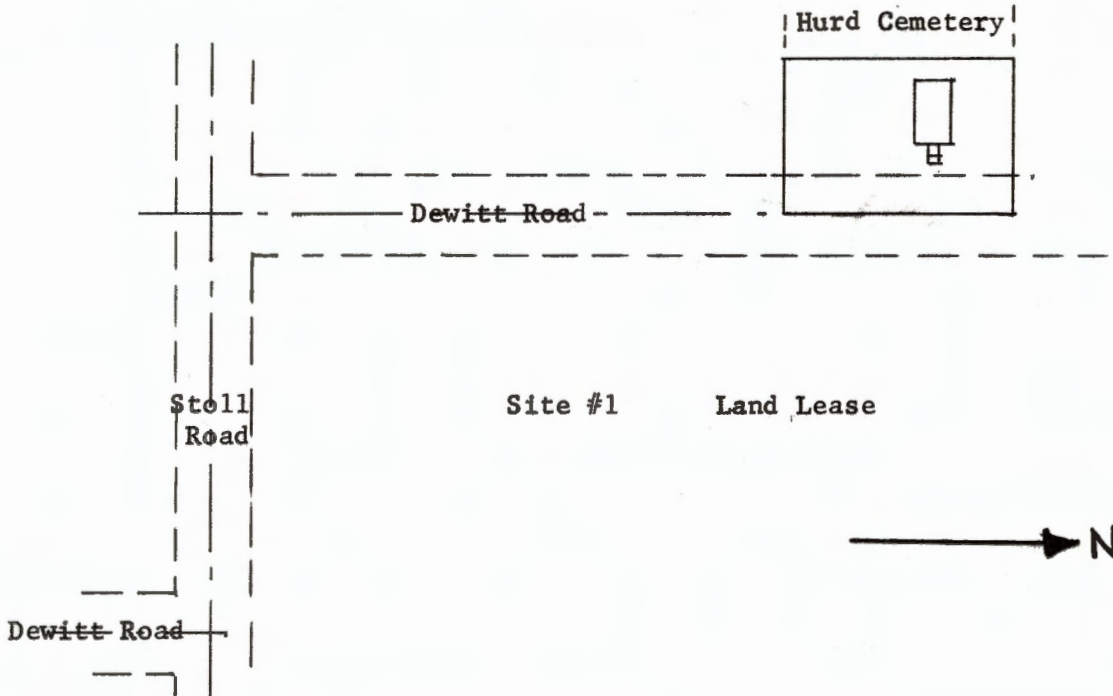 Hurd Cemetery
Dewitt Road
Stoll
Road
Site #1
Land Lease
N
Dewitt Road